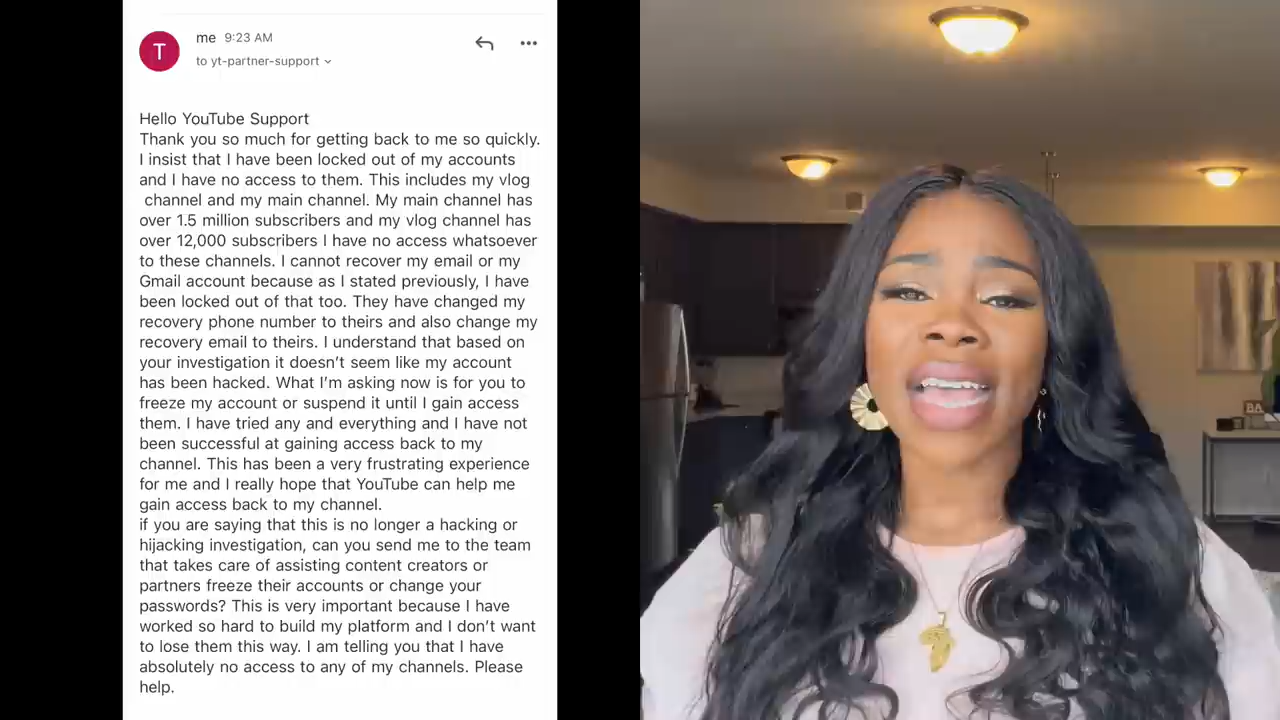 T
me 9:23 AM
to yt-partner-support
Hello YouTube Support
Thank you so much for getting back to me so quickly.
I insist that I have been locked out of my accounts
and I have no access to them. This includes my vlog
channel and my main channel. My main channel has
over 1.5 million subscribers and my vlog channel has
over 12,000 subscribers I have no access whatsoever
to these channels. I cannot recover my email or my
Gmail account because as I stated previously, I have
been locked out of that too. They have changed my
recovery phone number to theirs and also change my
recovery email to theirs. I understand that based on
your investigation it doesn't seem like my account
has been hacked. What I'm asking now is for you to
freeze my account or suspend it until I gain access
them. I have tried any and everything and I have not
been successful at gaining access back to my
channel. This has been a very frustrating experience
for me and I really hope that YouTube can help me
gain access back to my channel.
if you are saying that this is no longer a hacking or
hijacking investigation, can you send me to the team
that takes care of assisting content creators or
partners freeze their accounts or change your
passwords? This is very important because I have
worked so hard to build my platform and I don't want
to lose them this way. I am telling you that I have
absolutely no access to any of my channels. Please
help.